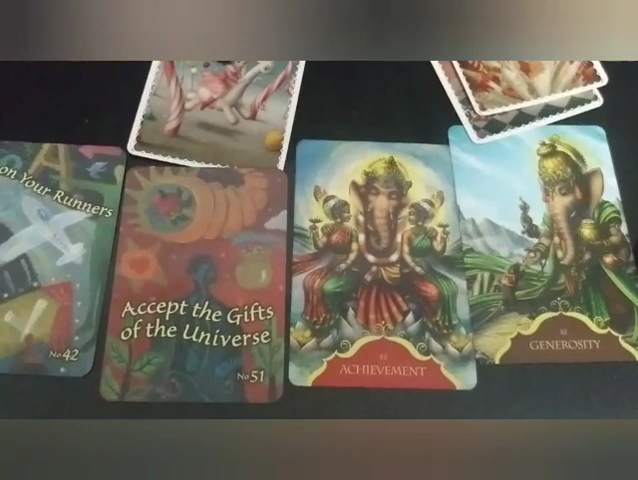 on Your Runners
No 42
Accept the Gifts
of the Universe
No 51
ACHIEVEMENT
GENEROSITY